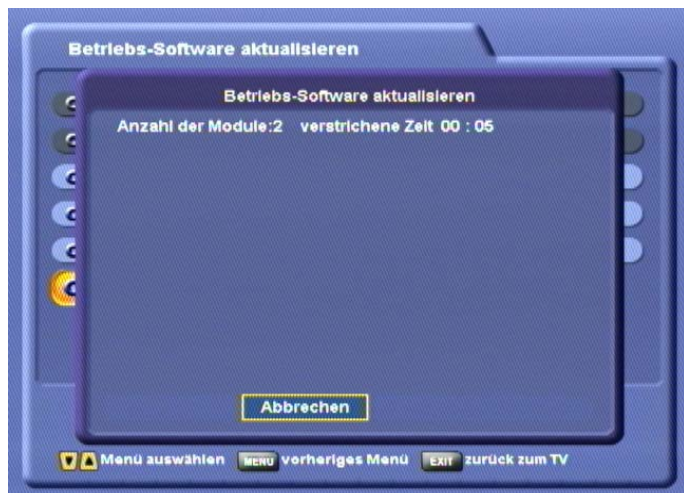 Betriebs-Software aktualisieren
Betriebs-Software aktualisieren
Anzahl der Module:2 verstrichene Zeit 00 : 05
Abbrechen
Menü auswählen MENU vorheriges Menü EXIT zurück zum TV